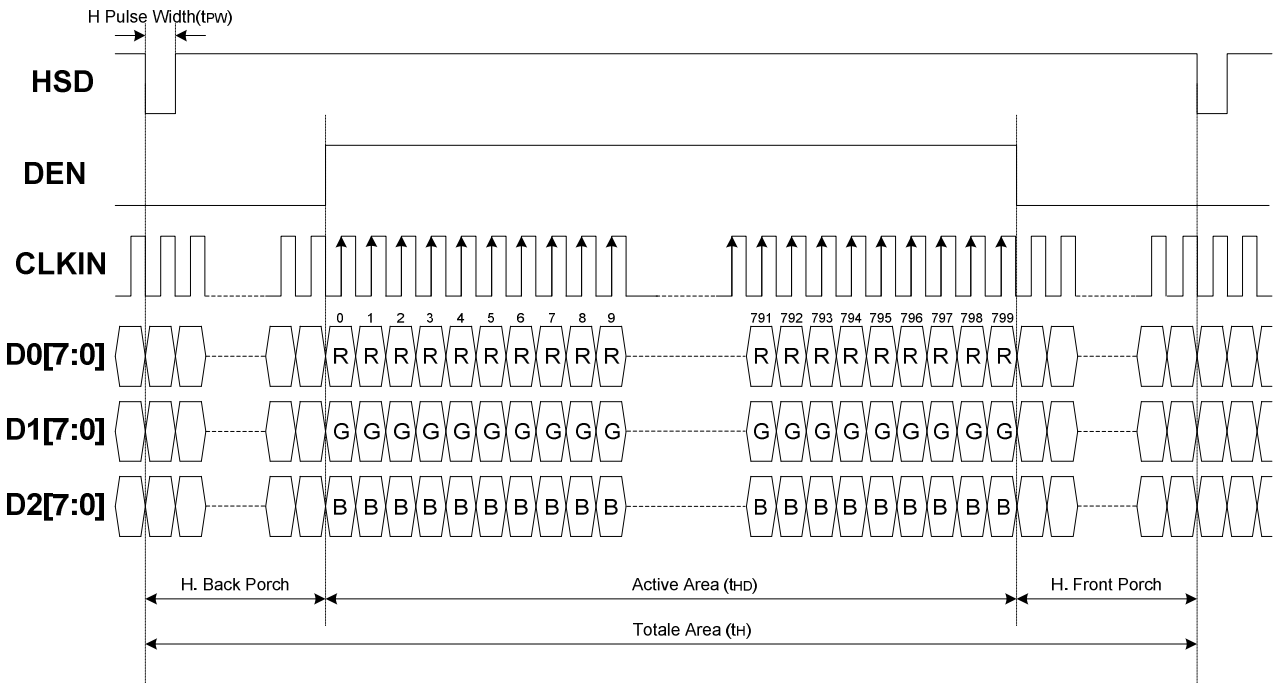 H Pulse Width(tPW)
HSD
DEN
CLKIN
0 1 2 3 4 5 6 7 8 9 791 792 793 794 795 796 797 798 799
D0[7:0] R R R R R R R R R R R R R R R R R R R
D1[7:0] G G G G G G G G G G G G G G G G G G G
D2[7:0] B B B B B B B B B B B B B B B B B B B
H. Back Porch Active Area (tHD) H. Front Porch
Totale Area (tH)